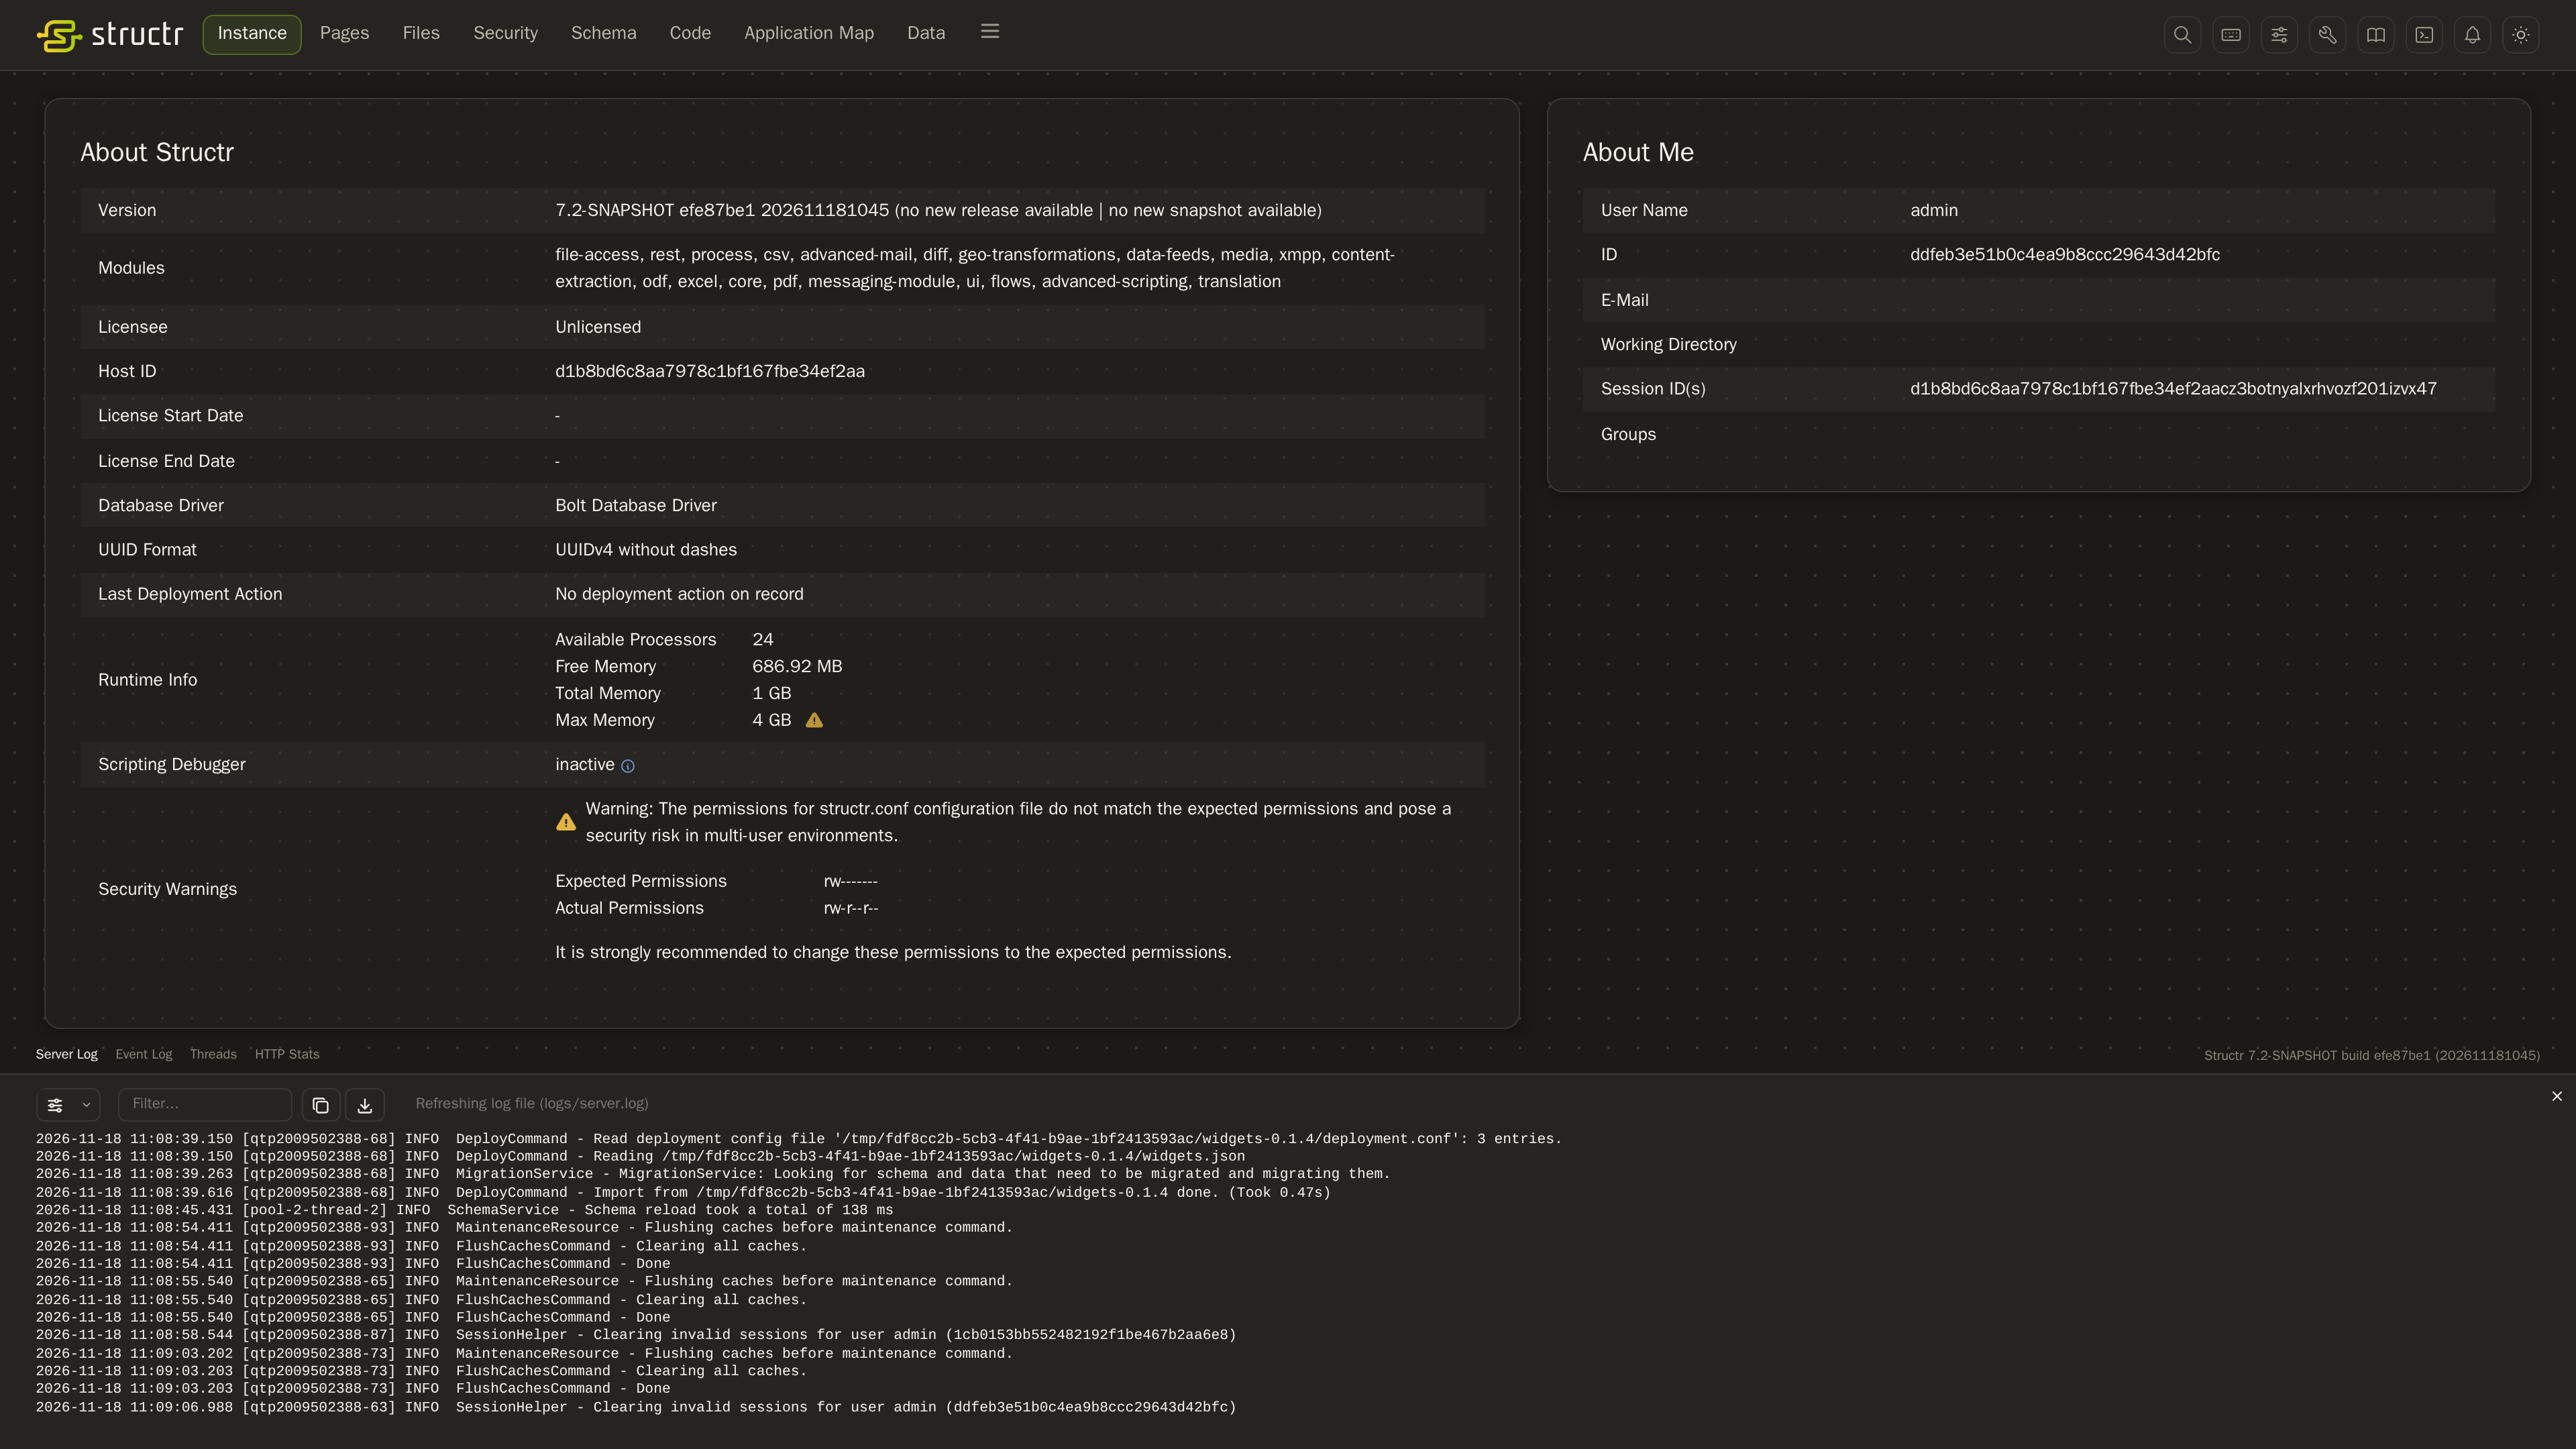 structr Instance Pages Files Security Schema Code Application Map Data
About Structr
Version 7.2-SNAPSHOT efe87be1 202611181045 (no new release available | no new snapshot available)
Modules file-access, rest, process, csv, advanced-mail, diff, geo-transformations, data-feeds, media, xmpp, content-
extraction, odf, excel, core, pdf, messaging-module, ui, flows, advanced-scripting, translation
Licensee Unlicensed
Host ID d1b8bd6c8aa7978c1bf167fbe34ef2aa
License Start Date -
License End Date -
Database Driver Bolt Database Driver
UUID Format UUIDv4 without dashes
Last Deployment Action No deployment action on record
Runtime Info
Available Processors 24
Free Memory 686.92 MB
Total Memory 1 GB
Max Memory 4 GB
Scripting Debugger inactive
Security Warnings
Warning: The permissions for structr.conf configuration file do not match the expected permissions and pose a
security risk in multi-user environments.
Expected Permissions rw-------
Actual Permissions rw-r--r--
It is strongly recommended to change these permissions to the expected permissions.
About Me
User Name admin
ID ddfeb3e51b0c4ea9b8ccc29643d42bfc
E-Mail
Working Directory
Session ID(s) d1b8bd6c8aa7978c1bf167fbe34ef2aacz3botnyalxrhvozf201izvx47
Groups
Server Log Event Log Threads HTTP Stats
Structr 7.2-SNAPSHOT build efe87be1 (202611181045)
Filter... Refreshing log file (logs/server.log)
2026-11-18 11:08:39.150 [qtp2009502388-68] INFO  DeployCommand - Read deployment config file '/tmp/fdf8cc2b-5cb3-4f41-b9ae-1bf2413593ac/widgets-0.1.4/deployment.conf': 3 entries.
2026-11-18 11:08:39.150 [qtp2009502388-68] INFO  DeployCommand - Reading /tmp/fdf8cc2b-5cb3-4f41-b9ae-1bf2413593ac/widgets-0.1.4/widgets.json
2026-11-18 11:08:39.263 [qtp2009502388-68] INFO  MigrationService - MigrationService: Looking for schema and data that need to be migrated and migrating them.
2026-11-18 11:08:39.616 [qtp2009502388-68] INFO  DeployCommand - Import from /tmp/fdf8cc2b-5cb3-4f41-b9ae-1bf2413593ac/widgets-0.1.4 done. (Took 0.47s)
2026-11-18 11:08:45.431 [pool-2-thread-2] INFO  SchemaService - Schema reload took a total of 138 ms
2026-11-18 11:08:54.411 [qtp2009502388-93] INFO  MaintenanceResource - Flushing caches before maintenance command.
2026-11-18 11:08:54.411 [qtp2009502388-93] INFO  FlushCachesCommand - Clearing all caches.
2026-11-18 11:08:54.411 [qtp2009502388-93] INFO  FlushCachesCommand - Done
2026-11-18 11:08:55.540 [qtp2009502388-65] INFO  MaintenanceResource - Flushing caches before maintenance command.
2026-11-18 11:08:55.540 [qtp2009502388-65] INFO  FlushCachesCommand - Clearing all caches.
2026-11-18 11:08:55.540 [qtp2009502388-65] INFO  FlushCachesCommand - Done
2026-11-18 11:08:58.544 [qtp2009502388-87] INFO  SessionHelper - Clearing invalid sessions for user admin (1cb0153bb552482192f1be467b2aa6e8)
2026-11-18 11:09:03.202 [qtp2009502388-73] INFO  MaintenanceResource - Flushing caches before maintenance command.
2026-11-18 11:09:03.203 [qtp2009502388-73] INFO  FlushCachesCommand - Clearing all caches.
2026-11-18 11:09:03.203 [qtp2009502388-73] INFO  FlushCachesCommand - Done
2026-11-18 11:09:06.988 [qtp2009502388-63] INFO  SessionHelper - Clearing invalid sessions for user admin (ddfeb3e51b0c4ea9b8ccc29643d42bfc)